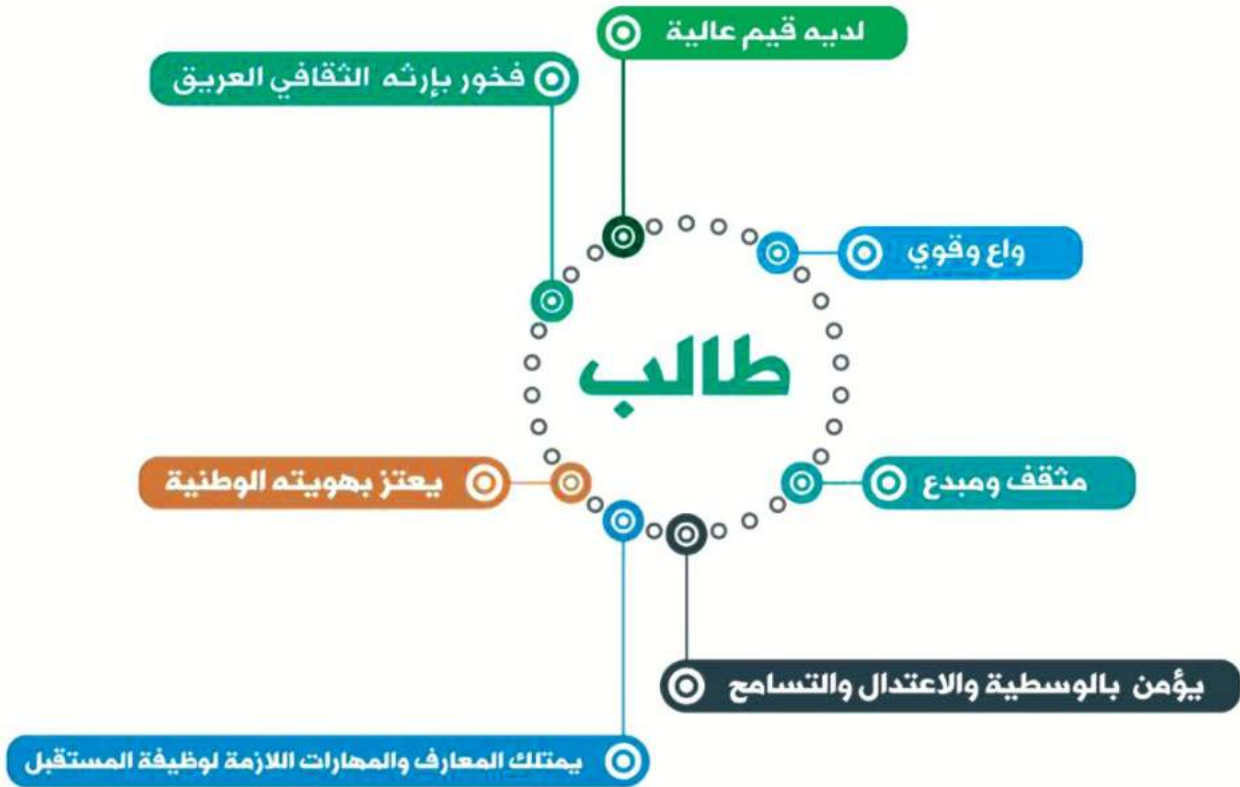 لديه قيم عالية
فخور بإرثه الثقافي العريق
واع وقوي
طالب
يعتز بهويته الوطنية
مثقف ومبدع
يؤمن بالوسطية والاعتدال والتسامح
يمتلك المعارف والمهارات اللازمة لوظيفة المستقبل